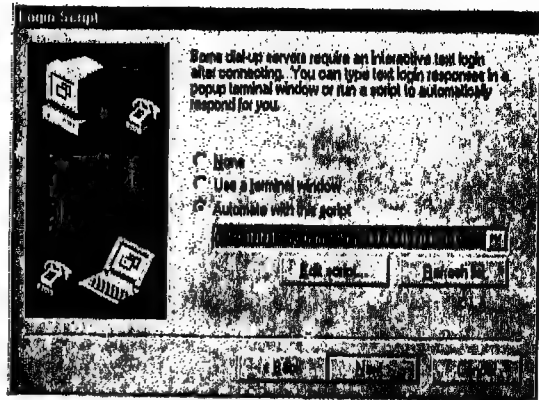 Login Script
Some dial-up servers require an interactive text login
after connecting. You can type text login responses in a
popup terminal window or run a script to automatically
respond for you.
None
Use a terminal window
Automate with this script
Edit script...
Refresh list
< Back
Next >